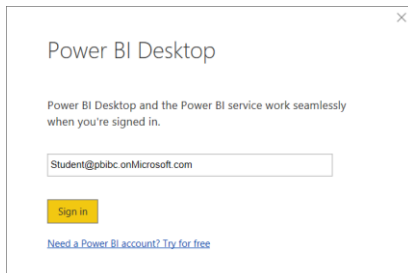 Power BI Desktop
Power BI Desktop and the Power BI service work seamlessly
when you're signed in.
Student@pbibc.onMicrosoft.com
Sign in
Need a Power BI account? Try for free